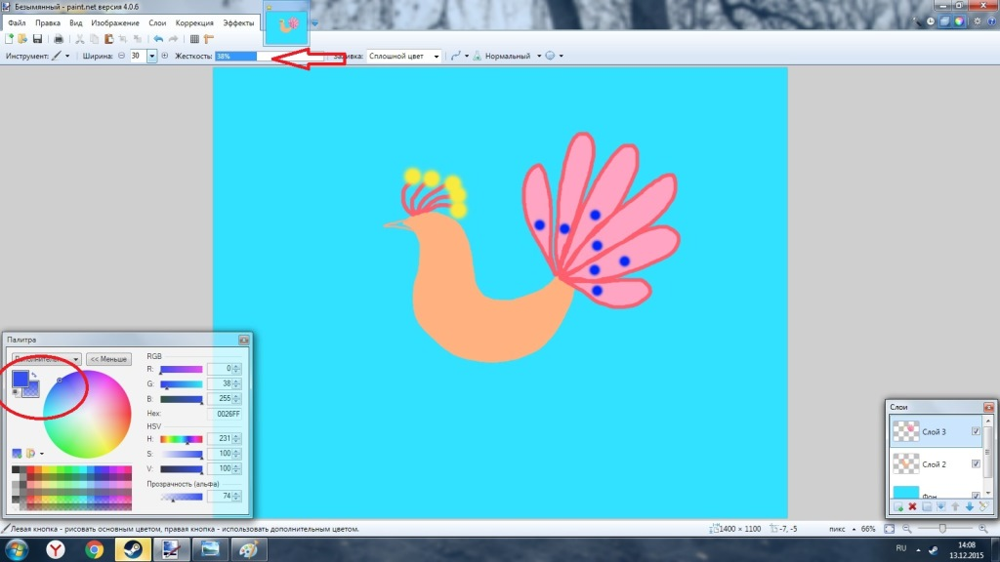 Безымянный - paint.net версия 4.0.6
Файл Правка Вид Изображение Слои Коррекция Эффекты
Инструмент: Ширина: 30 Жесткость: 38% Заливка: Сплошной цвет Нормальный
Палитра
<< Меньше
RGB
R: 0
G: 38
B: 255
Hex: 0026FF
HSV
H: 231
S: 100
V: 100
Прозрачность (альфа)
74
Слои
Слой 3
Слой 2
Фон
Левая кнопка - рисовать основным цветом, правая кнопка - использовать дополнительным цветом.
1400 × 1100 -7, -5 пикс 66%
RU 14:08
13.12.2015